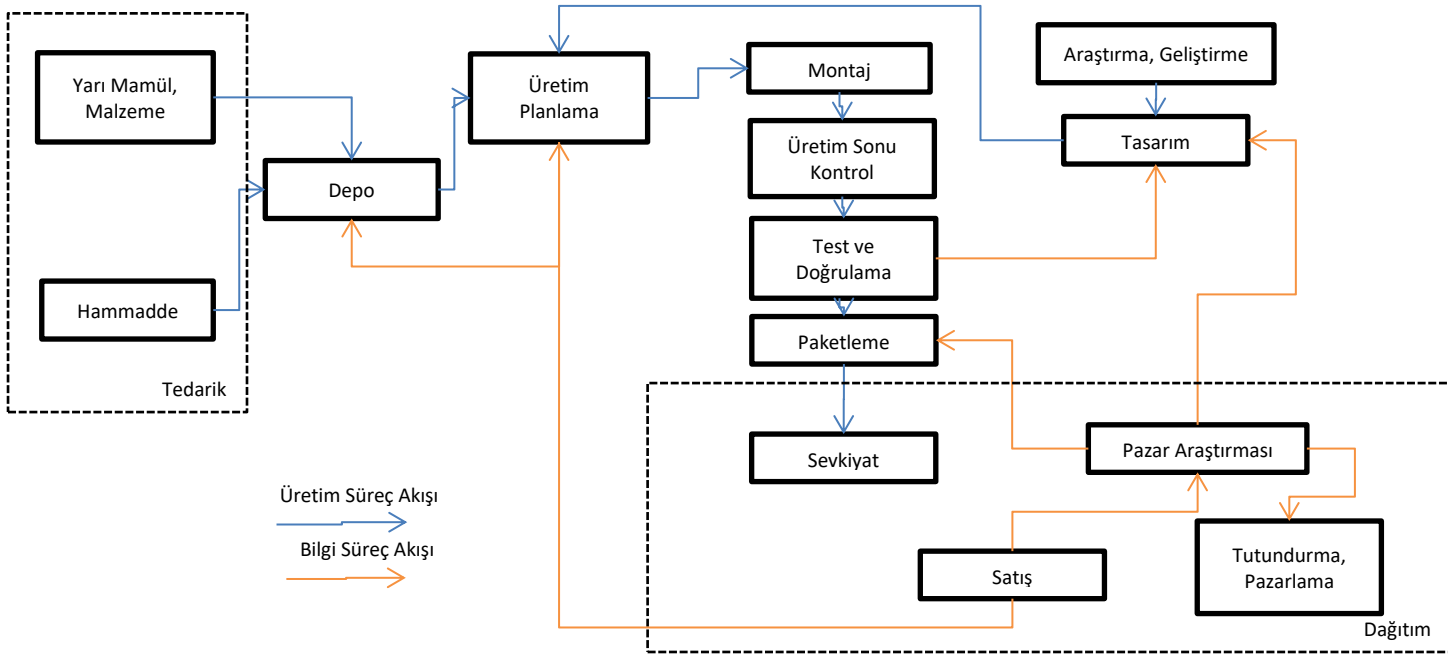 Yarı Mamül,
Malzeme
Hammadde
Tedarik
Depo
Üretim
Planlama
Montaj
Üretim Sonu
Kontrol
Test ve
Doğrulama
Paketleme
Sevkiyat
Araştırma, Geliştirme
Tasarım
Pazar Araştırması
Satış
Tutundurma,
Pazarlama
Dağıtım
Üretim Süreç Akışı
Bilgi Süreç Akışı